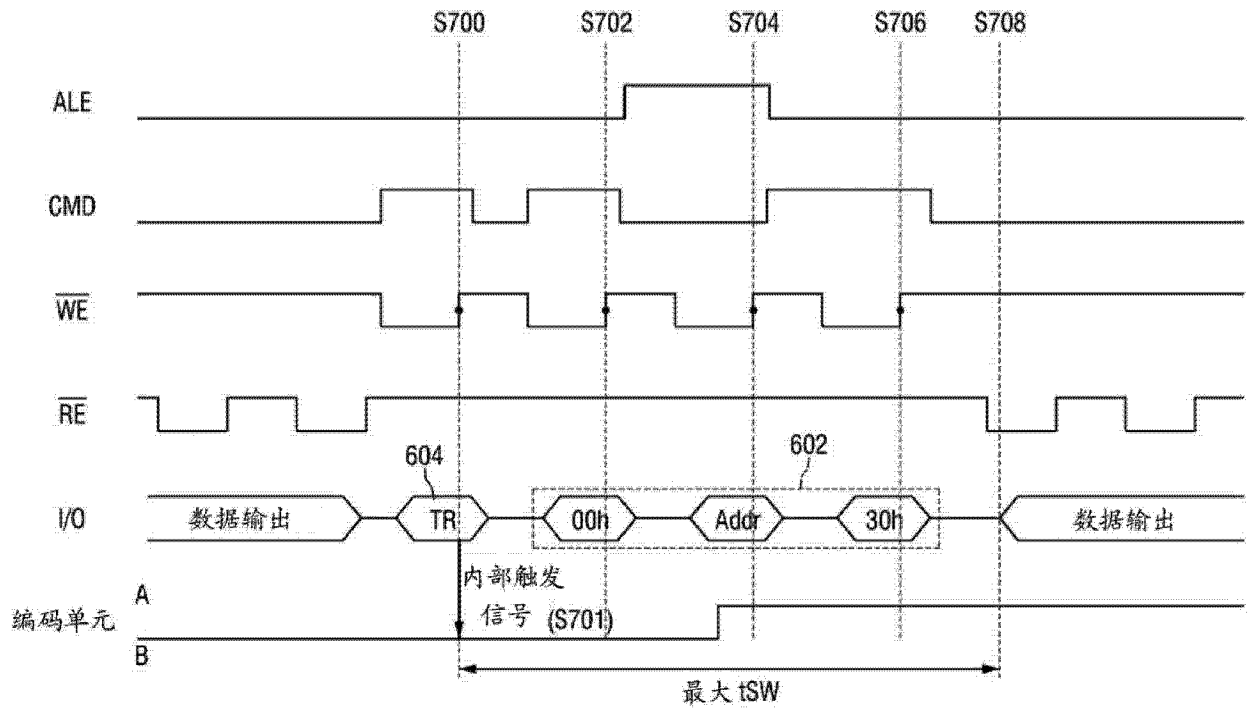 S700 S702 S704 S706 S708
ALE
CMD
WE
RE
604 602
I/O 数据输出 TR 00h Addr 30h 数据输出
内部触发
信号 (S701)
A
编码单元
B
最大 tSW